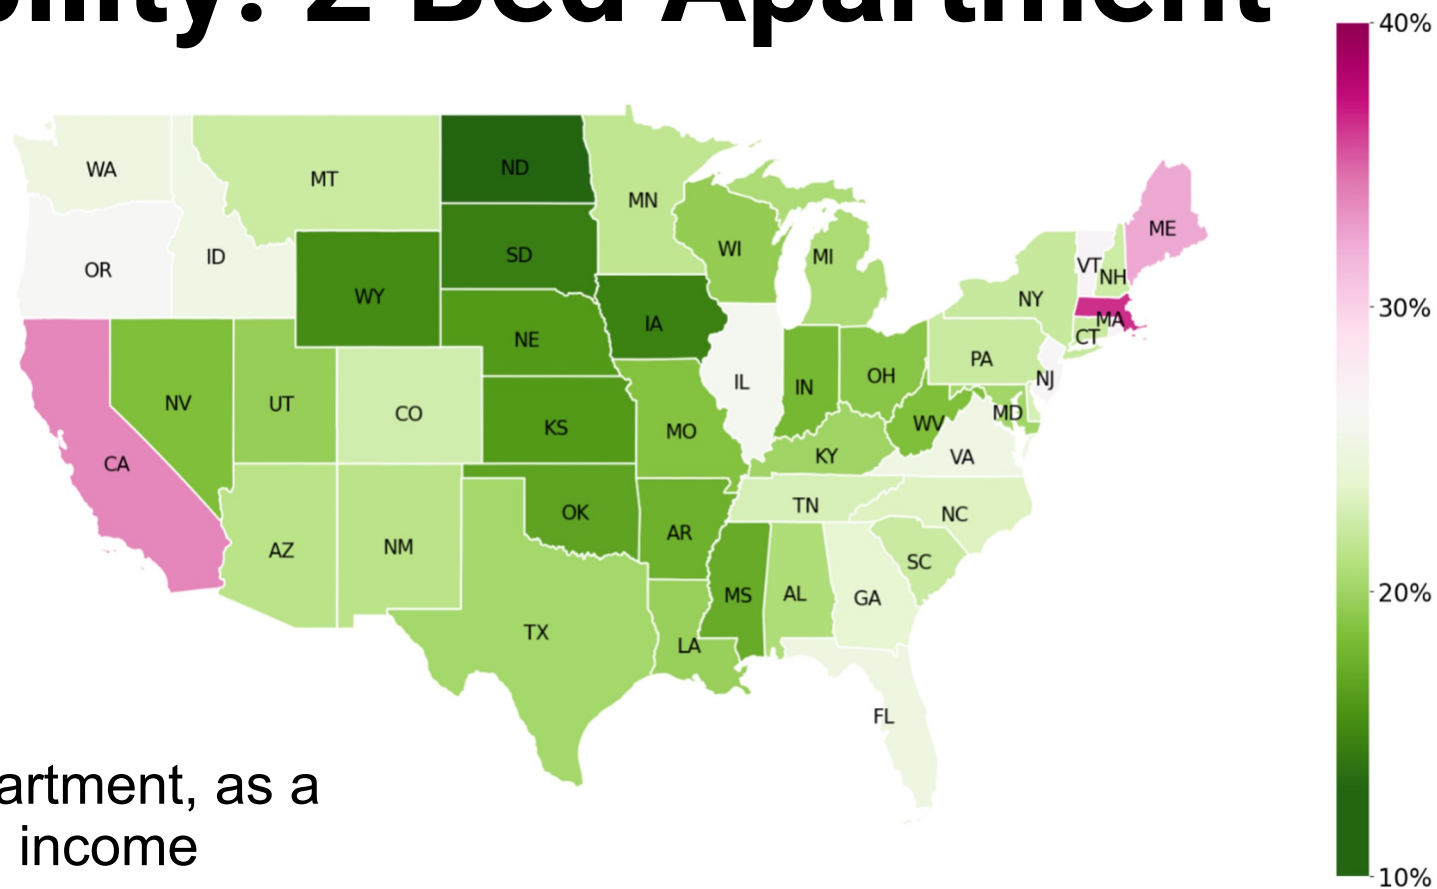 bility: 2 Bed Apartment
40%
30%
20%
10%
WA
MT
ND
MN
OR
ID
WY
SD
WI
MI
ME
VT
NH
NY
MA
CT
NV
UT
CO
NE
IA
IL
IN
OH
PA
NJ
CA
KS
MO
KY
WV
MD
VA
AZ
NM
OK
AR
TN
NC
TX
LA
MS
AL
GA
SC
FL
artment, as a
income